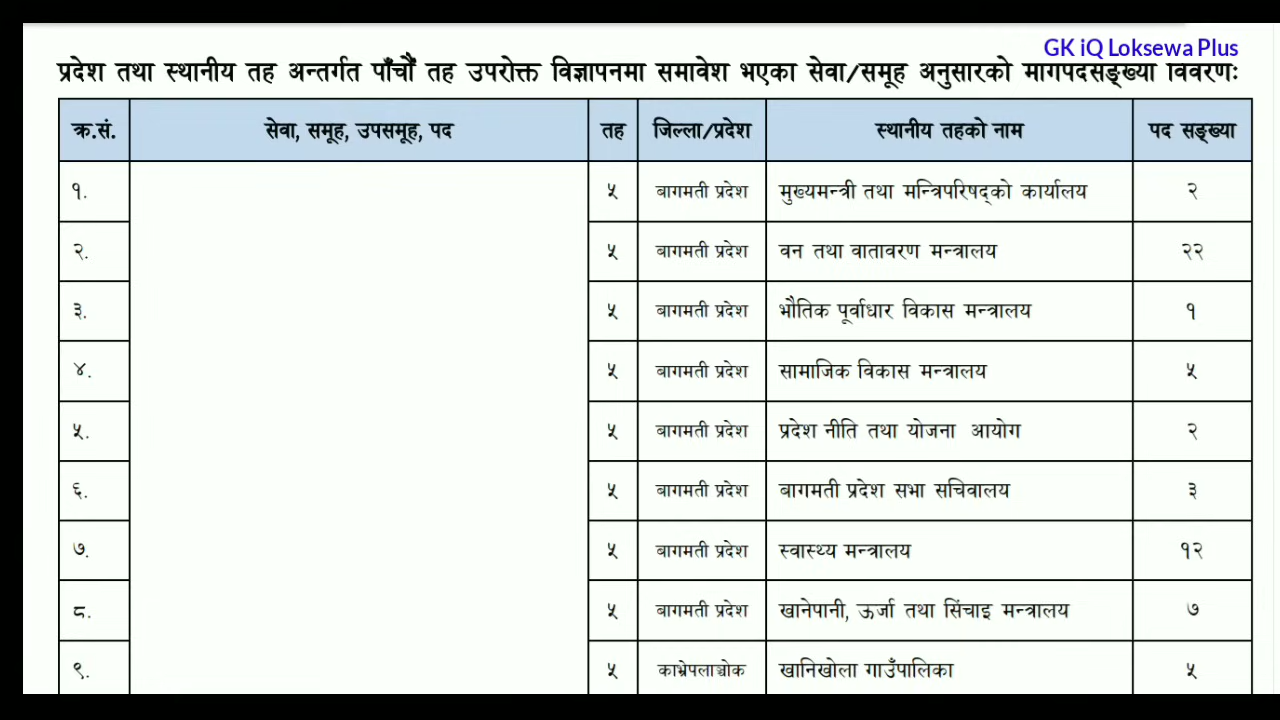 GK iQ Loksewa Plus
प्रदेश तथा स्थानीय तह अन्तर्गत पाँचौं तह उपरोक्त विज्ञापनमा समावेश भएका सेवा/समूह अनुसारको मागपदसङ्ख्या विवरणः
क्र.सं. सेवा, समूह, उपसमूह, पद तह जिल्ला/प्रदेश स्थानीय तहको नाम पद सङ्ख्या
१. ५ बागमती प्रदेश मुख्यमन्त्री तथा मन्त्रिपरिषद्को कार्यालय २
२. ५ बागमती प्रदेश वन तथा वातावरण मन्त्रालय २२
३. ५ बागमती प्रदेश भौतिक पूर्वाधार विकास मन्त्रालय १
४. ५ बागमती प्रदेश सामाजिक विकास मन्त्रालय ५
५. ५ बागमती प्रदेश प्रदेश नीति तथा योजना आयोग २
६. ५ बागमती प्रदेश बागमती प्रदेश सभा सचिवालय ३
७. ५ बागमती प्रदेश स्वास्थ्य मन्त्रालय १२
८. ५ बागमती प्रदेश खानेपानी, ऊर्जा तथा सिंचाइ मन्त्रालय ७
९. ५ काभ्रेपलाञ्चोक खानिखोला गाउँपालिका ५